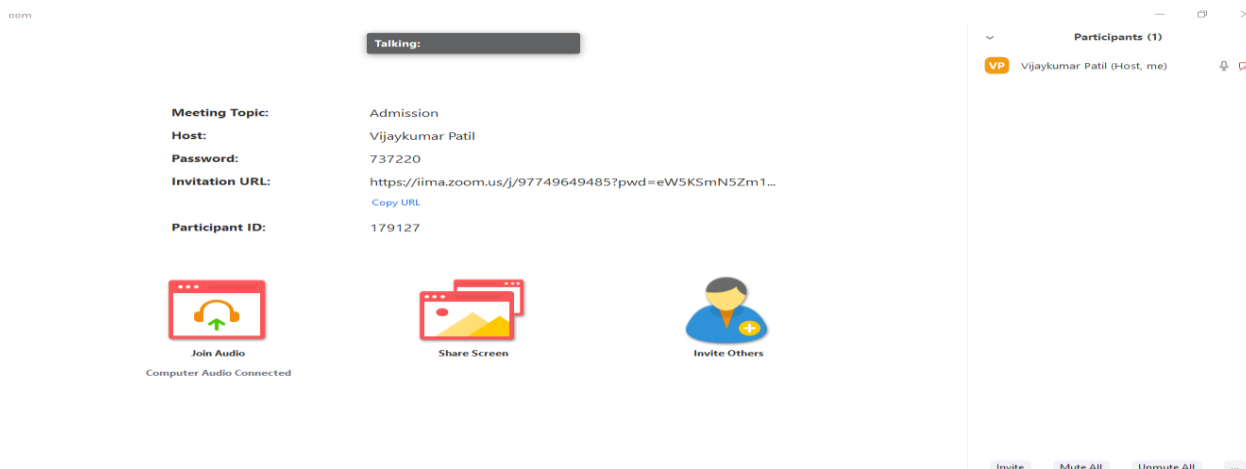 oom
Talking:
Participants (1)
VP Vijaykumar Patil (Host, me)
Meeting Topic: Admission
Host: Vijaykumar Patil
Password: 737220
Invitation URL: https://iima.zoom.us/j/97749649485?pwd=eW5KSmN5Zm1...
Copy URL
Participant ID: 179127
Join Audio
Computer Audio Connected
Share Screen
Invite Others
Invite Mute All Unmute All ...